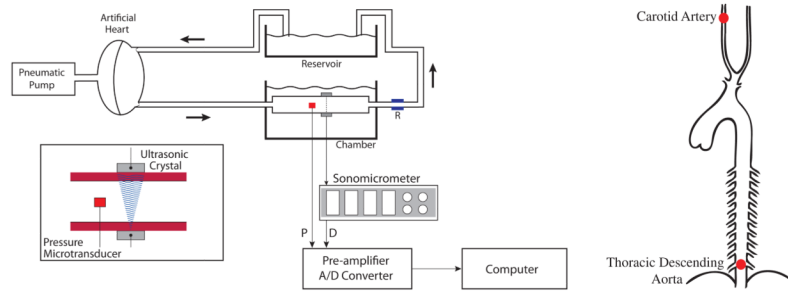 Artificial
Heart
Pneumatic
Pump
Reservoir
R
Chamber
Ultrasonic
Crystal
Pressure
Microtransducer
Sonomicrometer
P
D
Pre-amplifier
A/D Converter
Computer
Carotid Artery
Thoracic Descending
Aorta